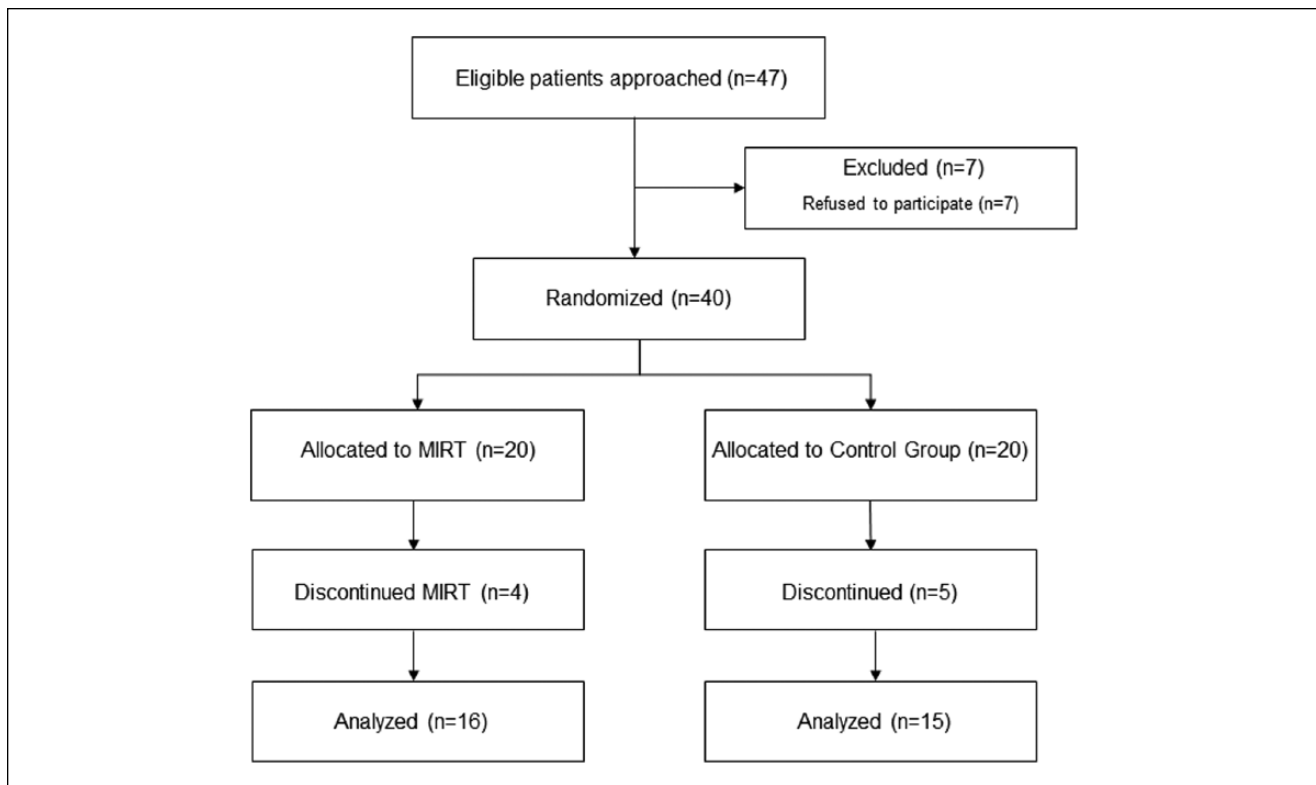 Eligible patients approached (n=47)
Excluded (n=7)
Refused to participate (n=7)
Randomized (n=40)
Allocated to MIRT (n=20)
Allocated to Control Group (n=20)
Discontinued MIRT (n=4)
Discontinued (n=5)
Analyzed (n=16)
Analyzed (n=15)